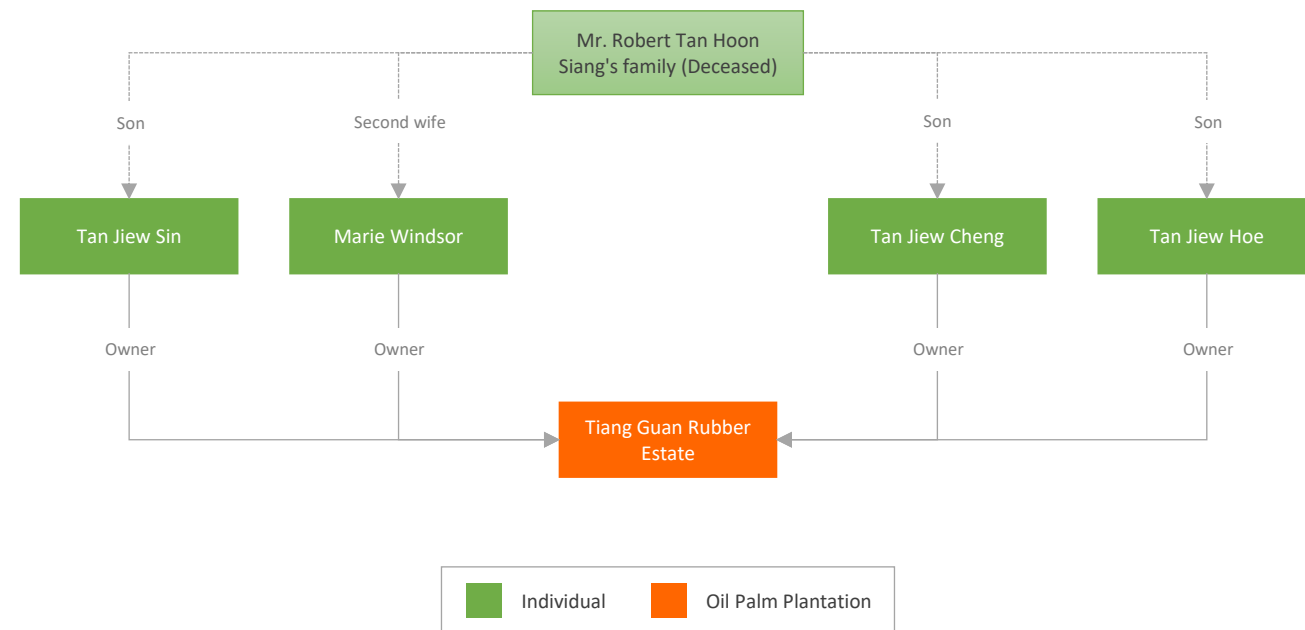 Mr. Robert Tan Hoon
Siang's family (Deceased)
Son
Second wife
Son
Son
Tan Jiew Sin
Marie Windsor
Tan Jiew Cheng
Tan Jiew Hoe
Owner
Owner
Owner
Owner
Tiang Guan Rubber
Estate
Individual
Oil Palm Plantation